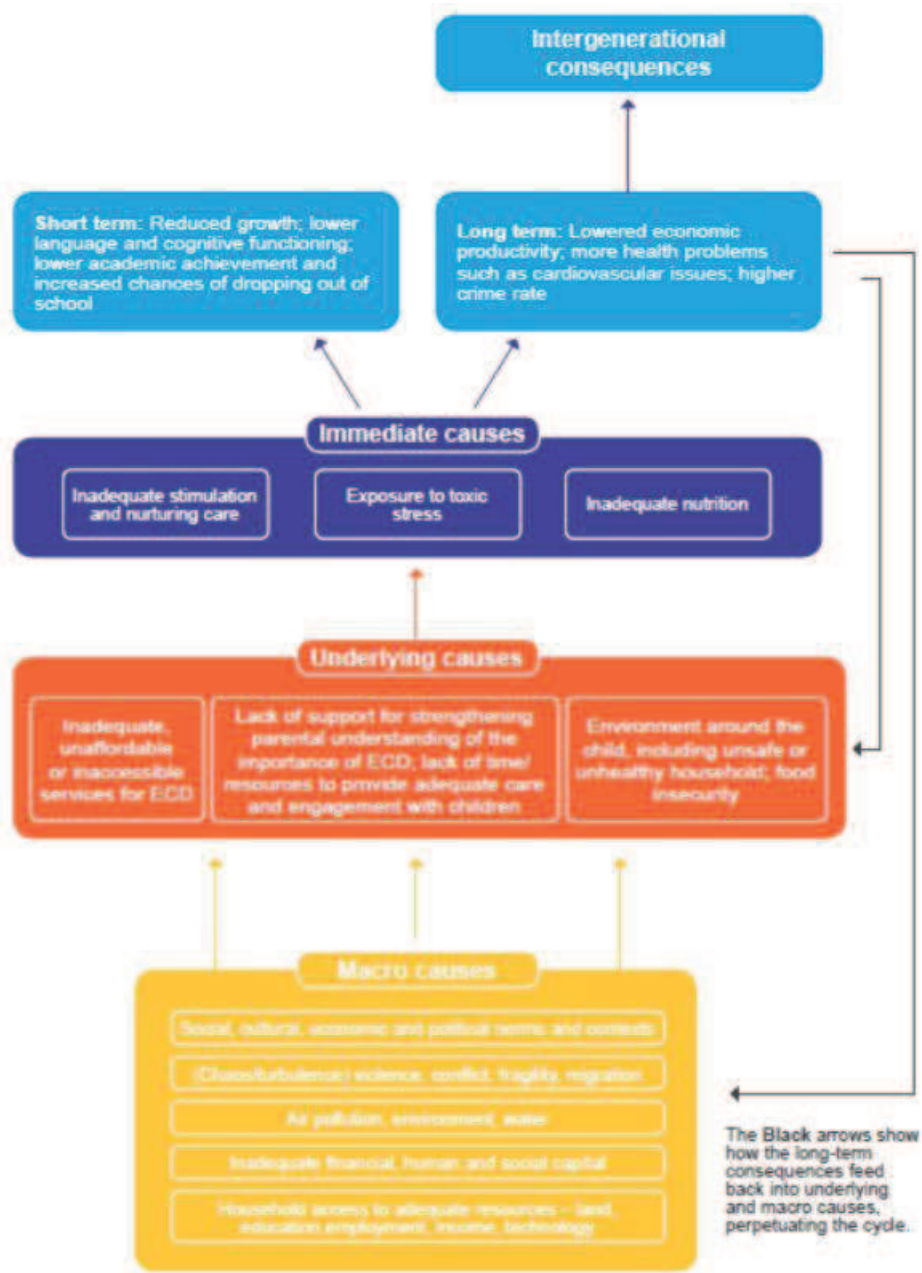 Intergenerational
consequences
Short term: Reduced growth; lower
language and cognitive functioning;
lower academic achievement and
increased chances of dropping out of
school
Long term: Lowered economic
productivity; more health problems
such as cardiovascular issues; higher
crime rate
Immediate causes
Inadequate stimulation
and nurturing care
Exposure to toxic
stress
Inadequate nutrition
Underlying causes
Inadequate,
unaffordable
or inaccessible
services for ECD
Lack of support for strengthening
parental understanding of the
importance of ECD; lack of time/
resources to provide adequate care
and engagement with children
Environment around the
child, including unsafe or
unhealthy household; food
insecurity
Macro causes
Social, cultural, economic and political norms and contexts
(Chaos/turbulence) violence, conflict, fragility, migration
Air pollution, environment, water
Inadequate financial, human and social capital
Household access to adequate resources – land,
education employment, income, technology
The Black arrows show
how the long-term
consequences feed
back into underlying
and macro causes,
perpetuating the cycle.